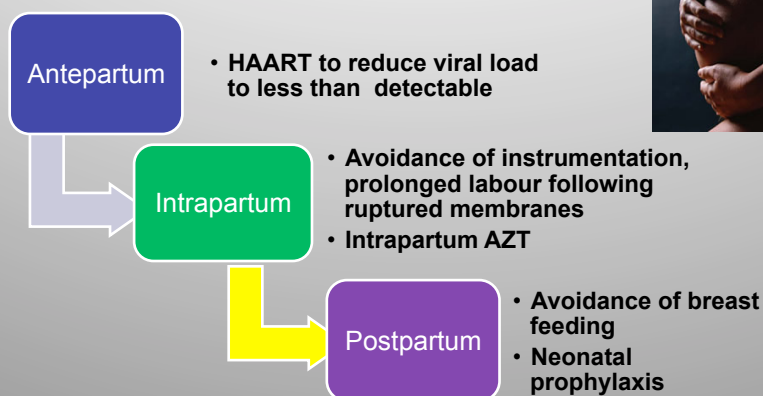 Antepartum
• HAART to reduce viral load
to less than  detectable
Intrapartum
• Avoidance of instrumentation,
prolonged labour following
ruptured membranes
• Intrapartum AZT
Postpartum
• Avoidance of breast
feeding
• Neonatal
prophylaxis